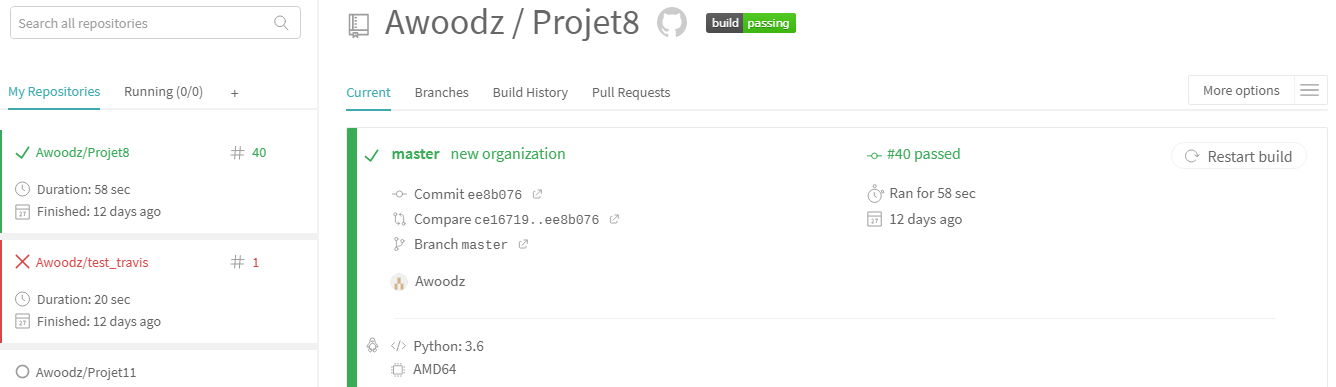 Search all repositories
My Repositories Running (0/0) +
Awoodz/Projet8 # 40
Duration: 58 sec
Finished: 12 days ago
Awoodz/test_travis # 1
Duration: 20 sec
Finished: 12 days ago
Awoodz/Projet11
Awoodz / Projet8 build passing
Current Branches Build History Pull Requests More options
master new organization #40 passed Restart build
Commit ee8b076 Ran for 58 sec
Compare ce16719..ee8b076 12 days ago
Branch master
Awoodz
Python: 3.6
AMD64